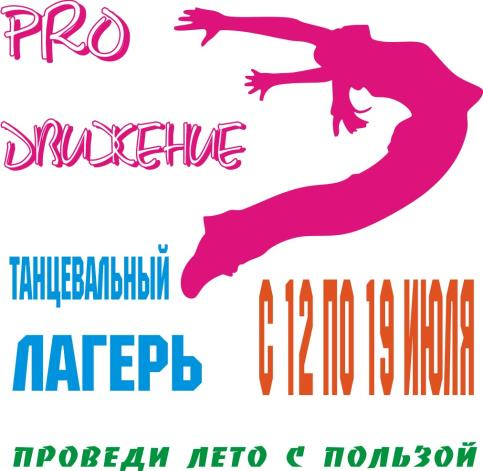 PRO
ДВИЖЕНИЕ
ТАНЦЕВАЛЬНЫЙ
ЛАГЕРЬ
С 12 ПО 19 ИЮЛЯ
ПРОВЕДИ ЛЕТО С ПОЛЬЗОЙ